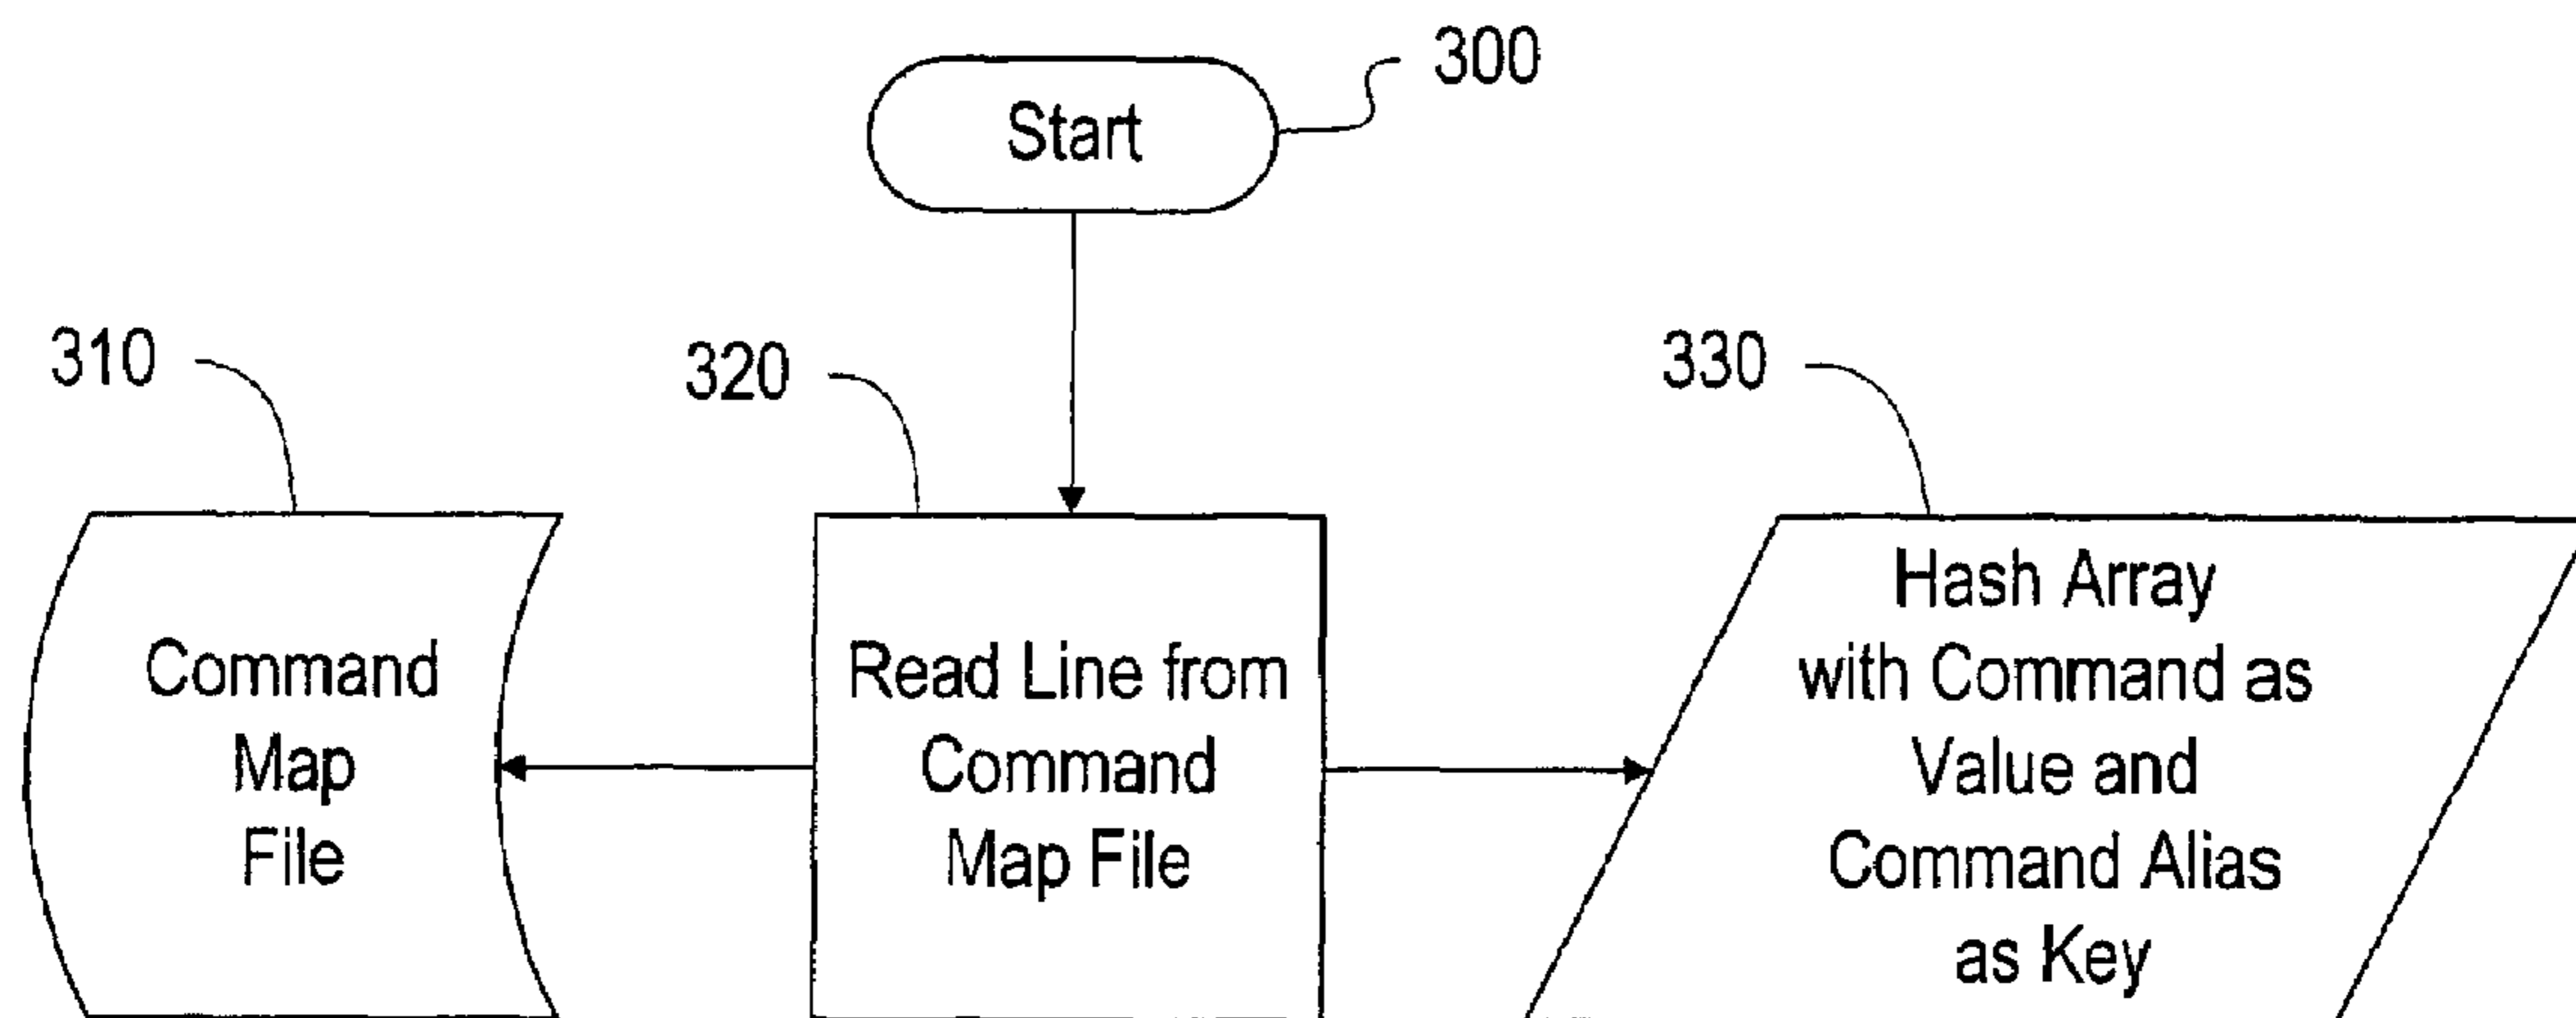 300
Start
310
320
330
Command
Map
File
Read Line from
Command
Map File
Hash Array
with Command as
Value and
Command Alias
as Key